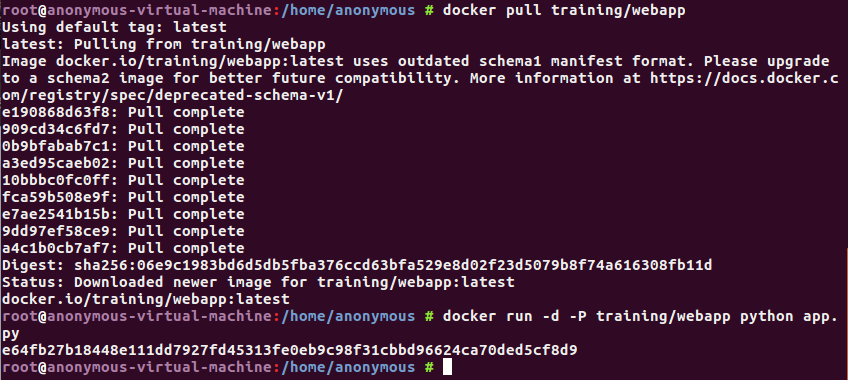 root@anonymous-virtual-machine:/home/anonymous # docker pull training/webapp
Using default tag: latest
latest: Pulling from training/webapp
Image docker.io/training/webapp:latest uses outdated schema1 manifest format. Please upgrade
to a schema2 image for better future compatibility. More information at https://docs.docker.c
om/registry/spec/deprecated-schema-v1/
e190868d63f8: Pull complete
909cd34c6fd7: Pull complete
0b9bfabab7c1: Pull complete
a3ed95caeb02: Pull complete
10bbbc0fc0ff: Pull complete
fca59b508e9f: Pull complete
e7ae2541b15b: Pull complete
9dd97ef58ce9: Pull complete
a4c1b0cb7af7: Pull complete
Digest: sha256:06e9c1983bd6d5db5fba376ccd63bfa529e8d02f23d5079b8f74a616308fb11d
Status: Downloaded newer image for training/webapp:latest
docker.io/training/webapp:latest
root@anonymous-virtual-machine:/home/anonymous # docker run -d -P training/webapp python app.
py
e64fb27b18448e111dd7927fd45313fe0eb9c98f31cbbd96624ca70ded5cf8d9
root@anonymous-virtual-machine:/home/anonymous #